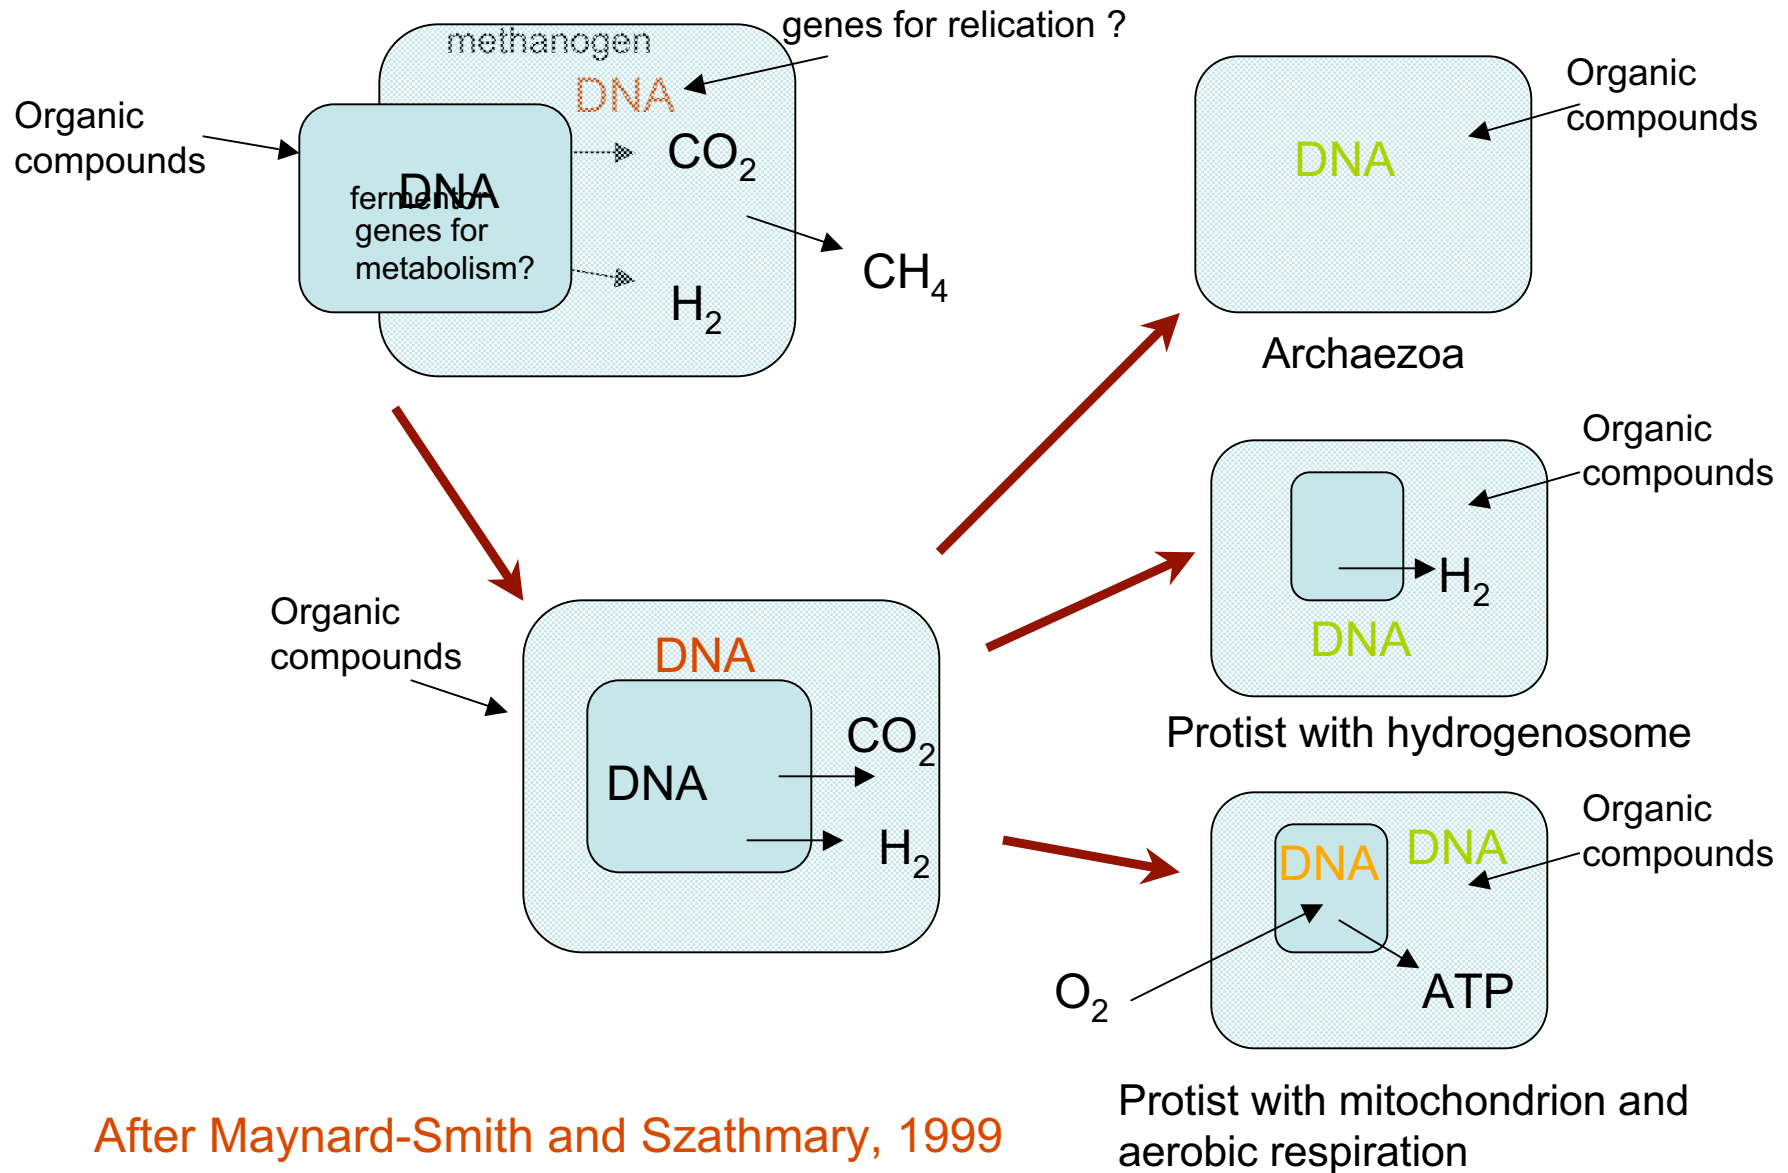 genes for relication ?
methanogen
DNA
Organic
compounds
DNA
fermentor
genes for
metabolism?
CO2
H2
CH4
Organic
compounds
DNA
Archaezoa
Organic
compounds
H2
DNA
Protist with hydrogenosome
Organic
compounds
DNA
DNA
CO2
H2
Organic
compounds
DNA
DNA
O2
ATP
Protist with mitochondrion and
aerobic respiration
After Maynard-Smith and Szathmary, 1999